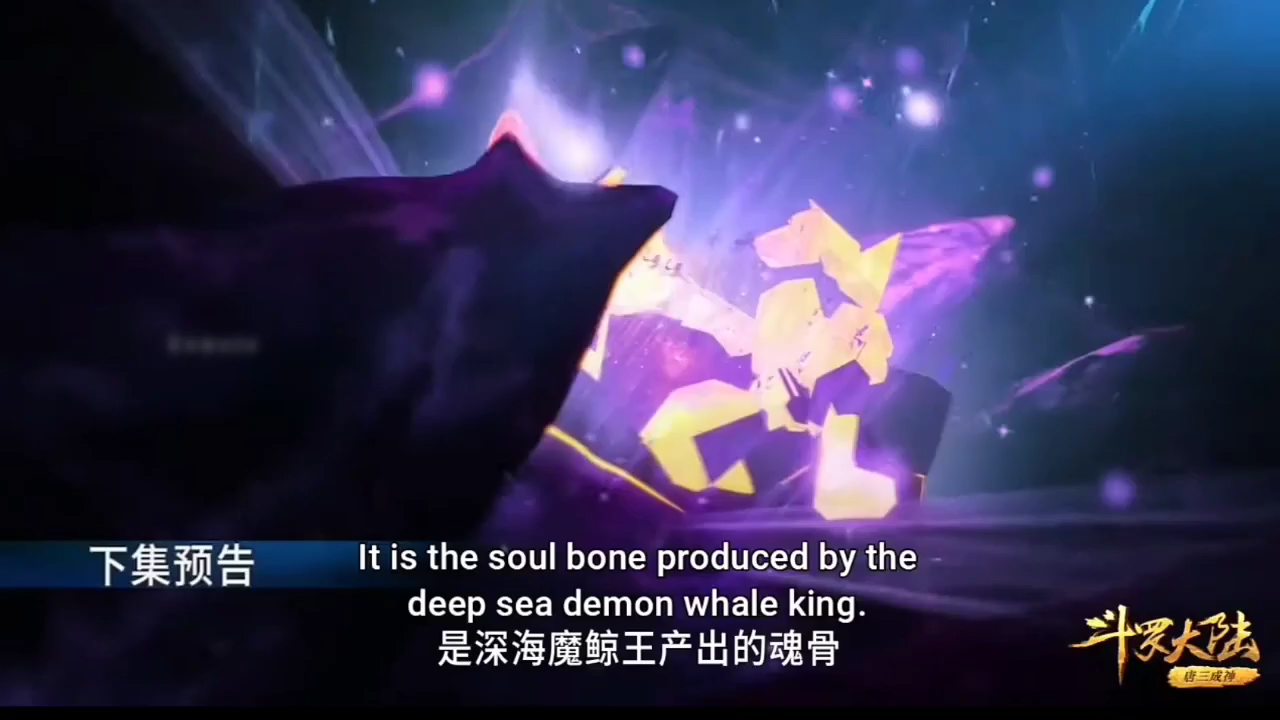 下集预告
It is the soul bone produced by the
deep sea demon whale king.
是深海魔鲸王产出的魂骨
斗罗大陆
唐三成神